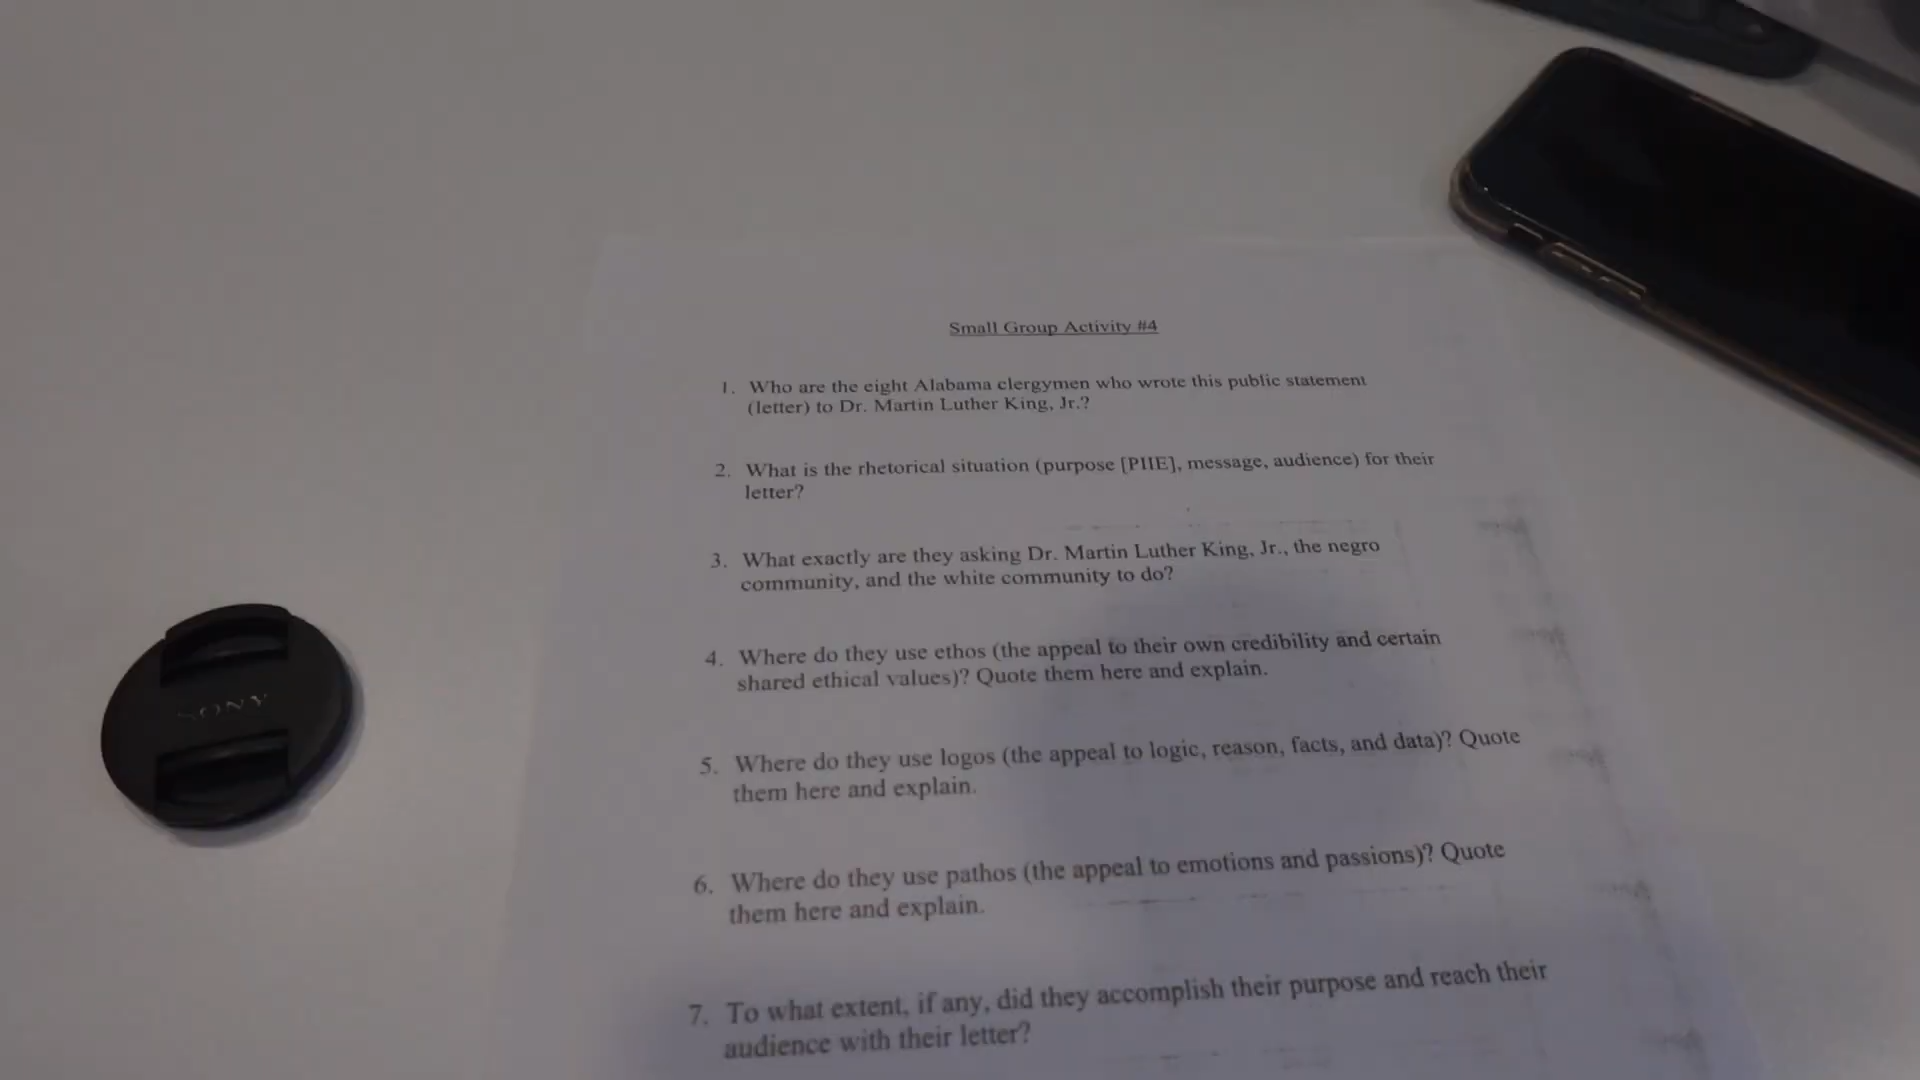 Small Group Activity #4
1. Who are the eight Alabama clergymen who wrote this public statement
(letter) to Dr. Martin Luther King, Jr.?
2. What is the rhetorical situation (purpose [PIIE], message, audience) for their
letter?
3. What exactly are they asking Dr. Martin Luther King, Jr., the negro
community, and the white community to do?
4. Where do they use ethos (the appeal to their own credibility and certain
shared ethical values)? Quote them here and explain.
5. Where do they use logos (the appeal to logic, reason, facts, and data)? Quote
them here and explain.
6. Where do they use pathos (the appeal to emotions and passions)? Quote
them here and explain.
7. To what extent, if any, did they accomplish their purpose and reach their
audience with their letter?
SONY